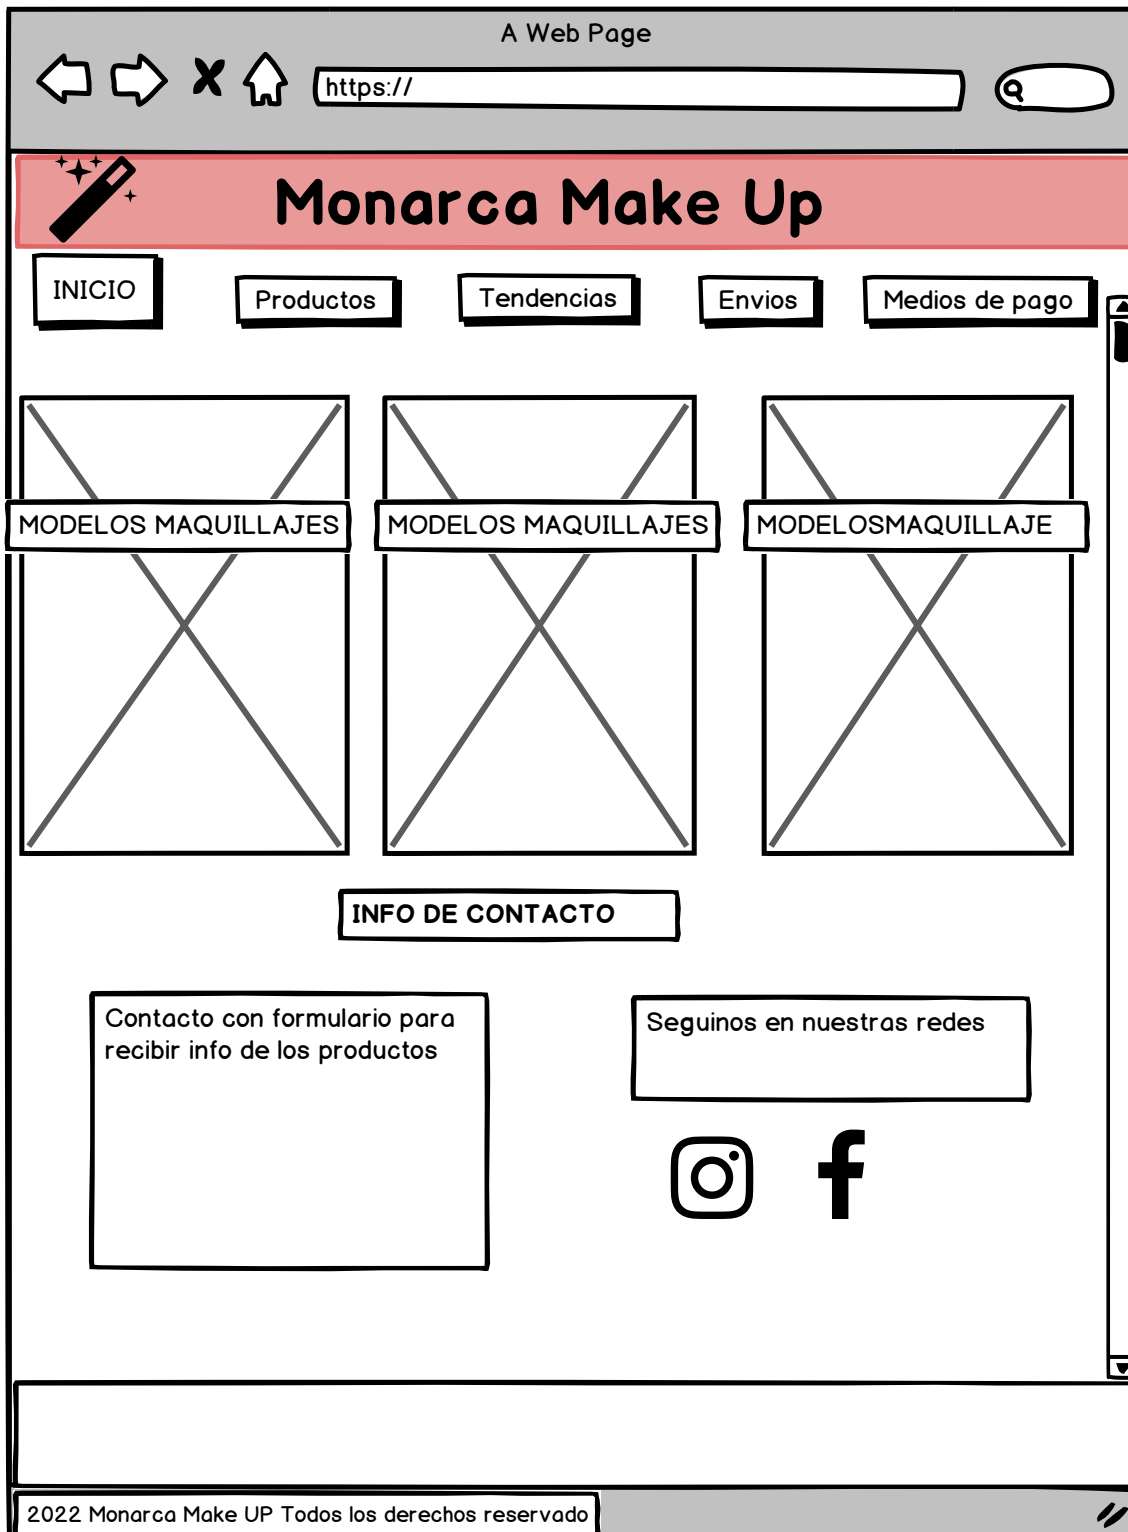 A Web Page
https://
Monarca Make Up
INICIO
Productos
Tendencias
Envios
Medios de pago
MODELOS MAQUILLAJES
MODELOS MAQUILLAJES
MODELOSMAQUILLAJE
INFO DE CONTACTO
Contacto con formulario para
recibir info de los productos
Seguinos en nuestras redes
2022 Monarca Make UP Todos los derechos reservado